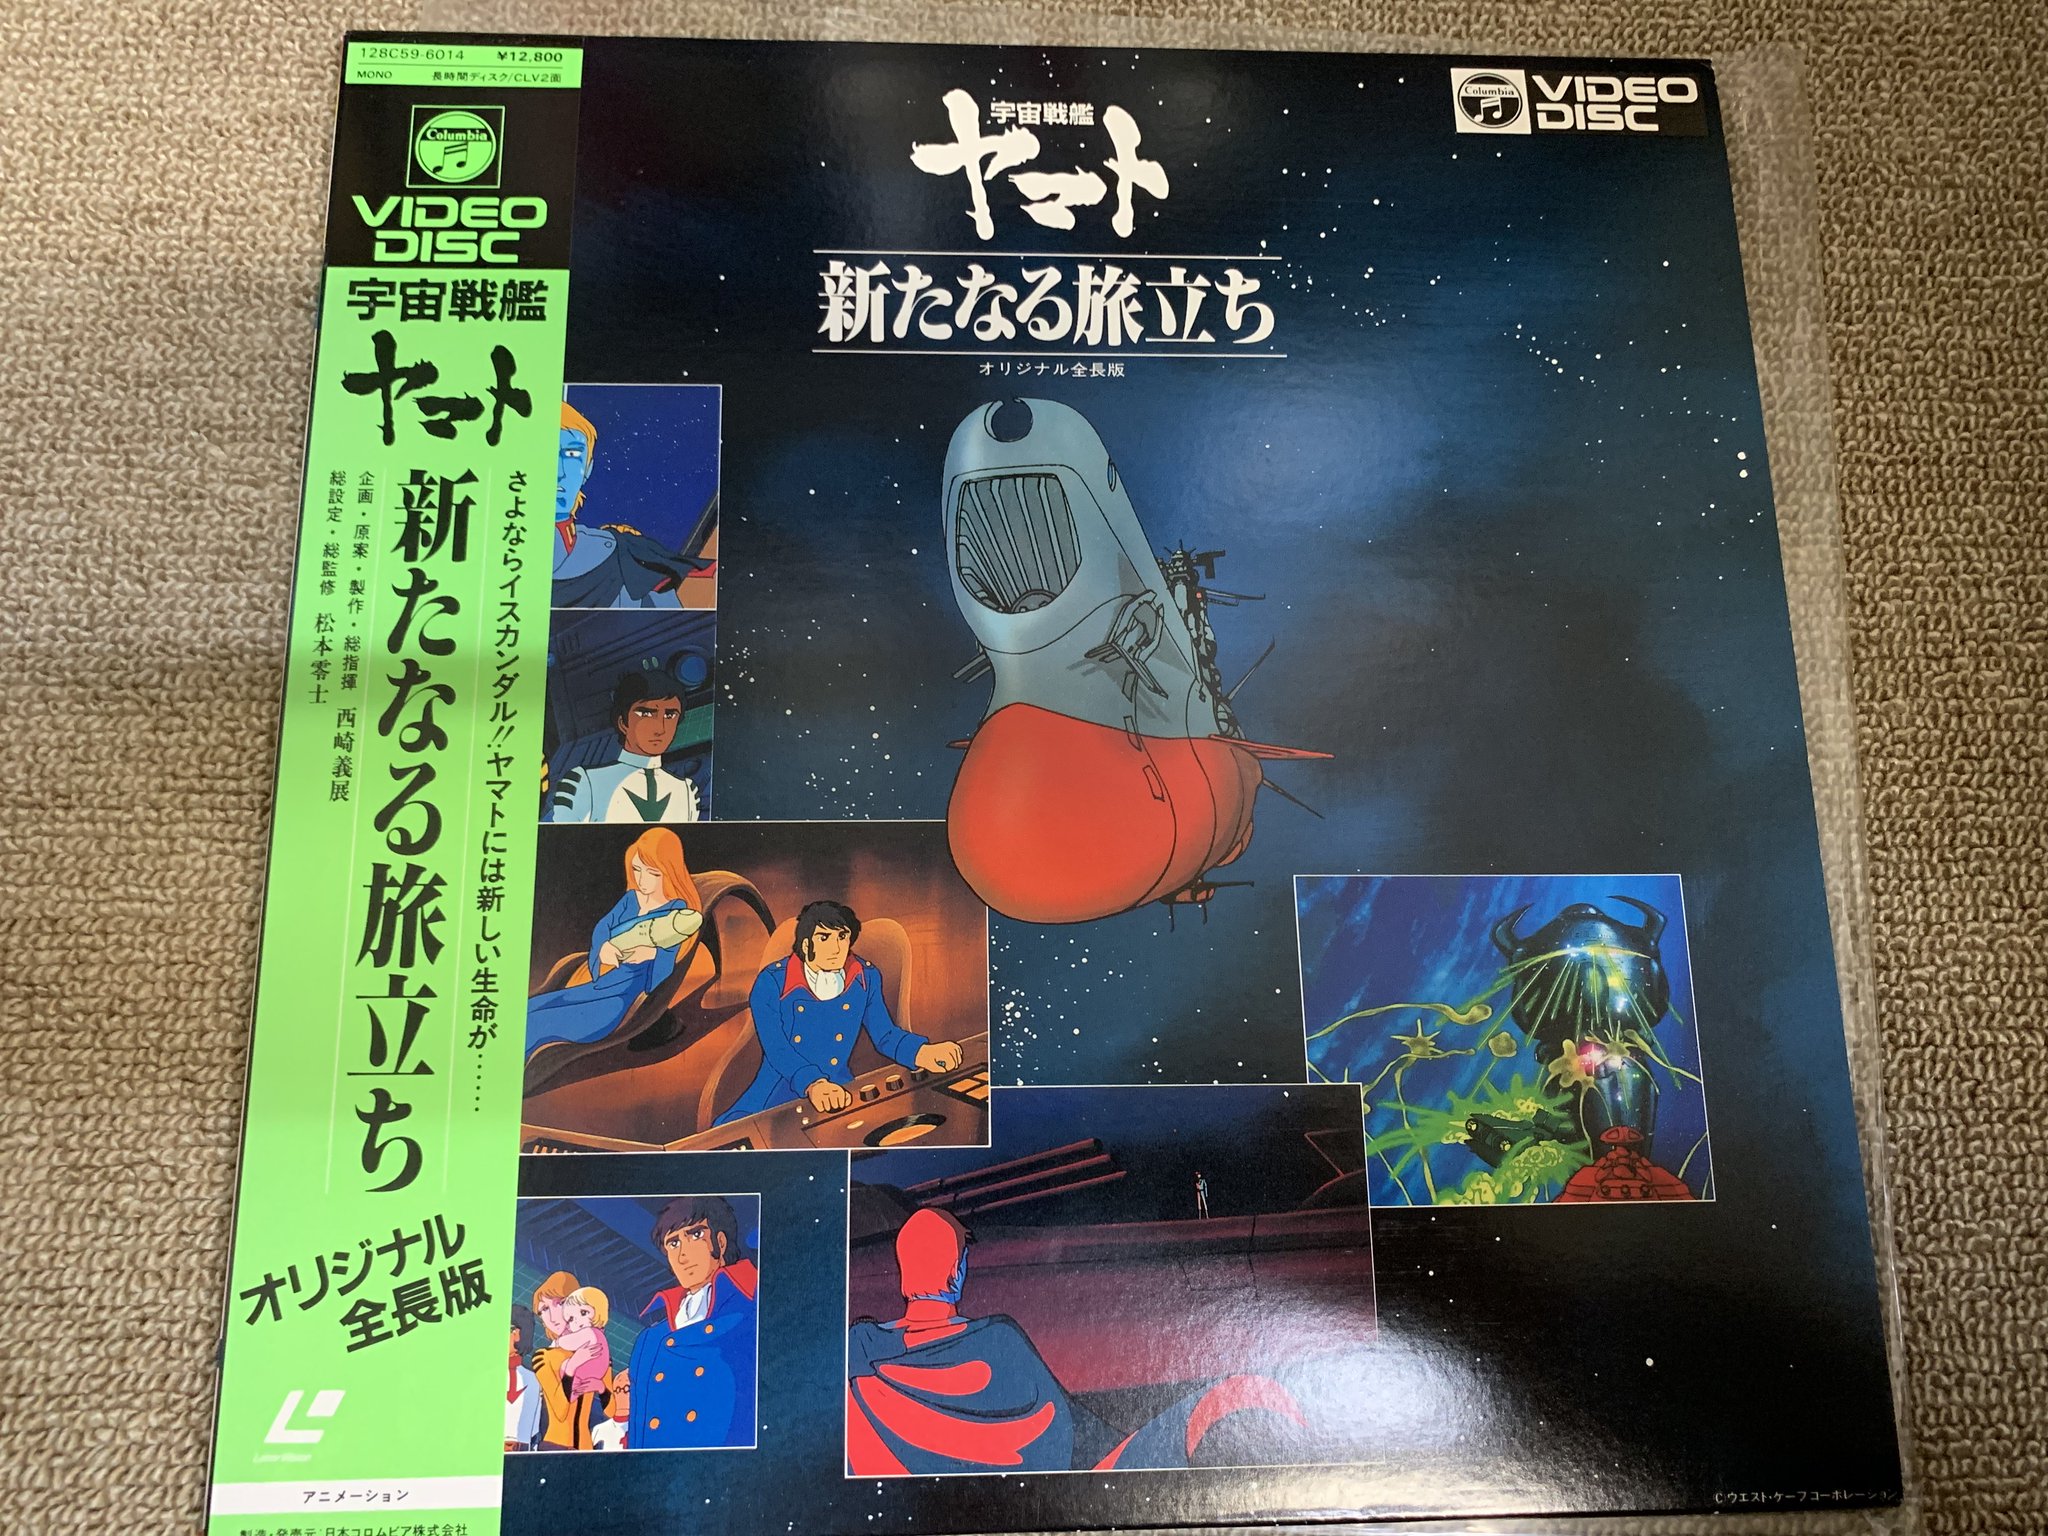 128C59-6014 ¥12,800
MONO 長時間ディスク/CLV2面
Columbia
VIDEO
DISC
宇宙戦艦
ヤマト
新たなる旅立ち
さよならイスカンダル!!ヤマトには新しい生命が……
企画・原案・製作・総指揮 西崎義展
総設定・総監修 松本零士
オリジナル
全長版
LaserVision
アニメーション
製造・発売元:日本コロムビア株式会社
宇宙戦艦
ヤマト
新たなる旅立ち
オリジナル全長版
Columbia
VIDEO
DISC
©ウエスト・ケープコーポレーション